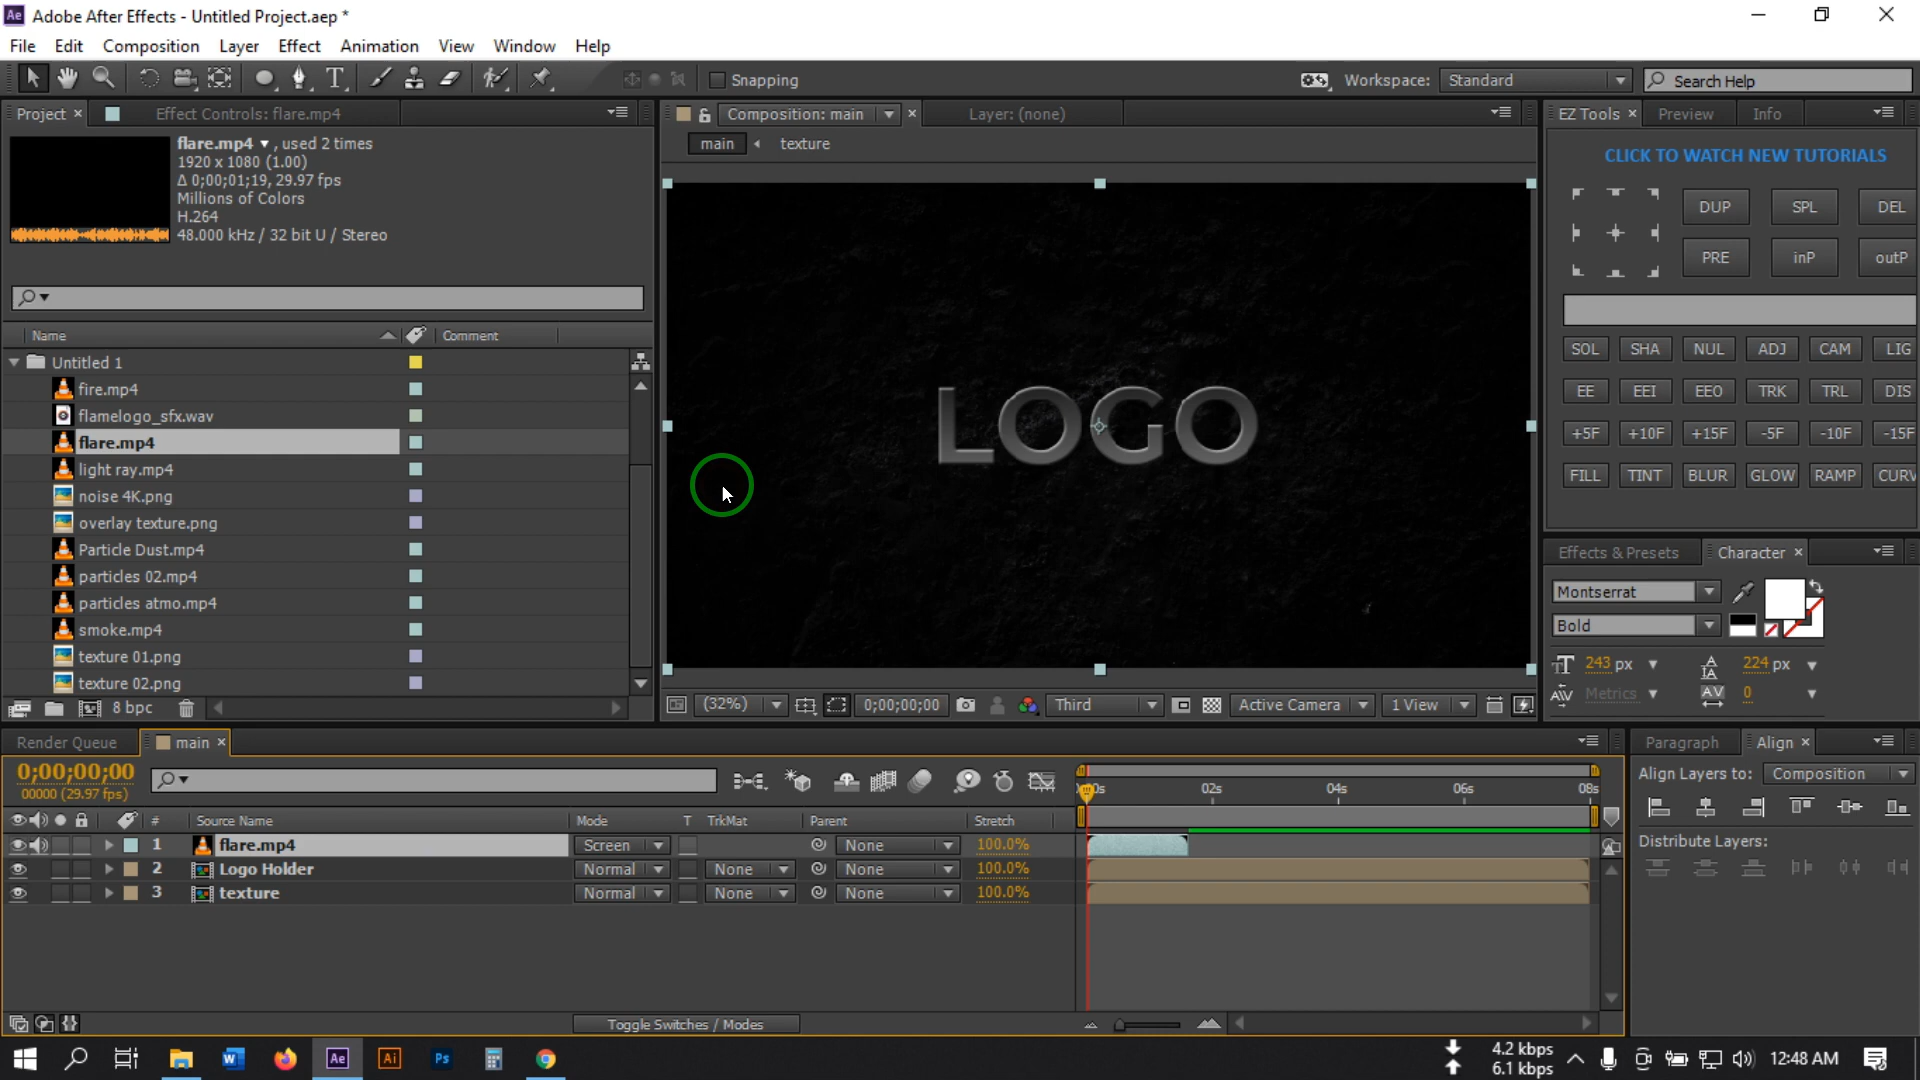 Ae Adobe After Effects - Untitled Project.aep *
File Edit Composition Layer Effect Animation View Window Help
Snapping Workspace: Standard Search Help
Project × Effect Controls: flare.mp4
flare.mp4 ▼ , used 2 times
1920 x 1080 (1.00)
Δ 0;00;01;19, 29.97 fps
Millions of Colors
H.264
48.000 kHz / 32 bit U / Stereo
Name Comment
Untitled 1
fire.mp4
flamelogo_sfx.wav
flare.mp4
light ray.mp4
noise 4K.png
overlay texture.png
Particle Dust.mp4
particles 02.mp4
particles atmo.mp4
smoke.mp4
texture 01.png
texture 02.png
8 bpc
Composition: main × Layer: (none)
main texture
LOGO
(32%) 0;00;00;00 Third Active Camera 1 View
EZ Tools × Preview Info
CLICK TO WATCH NEW TUTORIALS
DUP SPL DEL
PRE inP outP
SOL SHA NUL ADJ CAM LIG
EE EEI EEO TRK TRL DIS
+5F +10F +15F -5F -10F -15F
FILL TINT BLUR GLOW RAMP CURV
Effects & Presets Character ×
Montserrat
Bold
243 px 224 px
Metrics 0
Render Queue main ×
0;00;00;00
00000 (29.97 fps)
02s 04s 06s 08s
# Source Name Mode T TrkMat Parent Stretch
1 flare.mp4 Screen None 100.0%
2 Logo Holder Normal None None 100.0%
3 texture Normal None None 100.0%
Toggle Switches / Modes
Paragraph Align ×
Align Layers to: Composition
Distribute Layers:
W Ae Ai Ps
4.2 kbps
6.1 kbps
12:48 AM